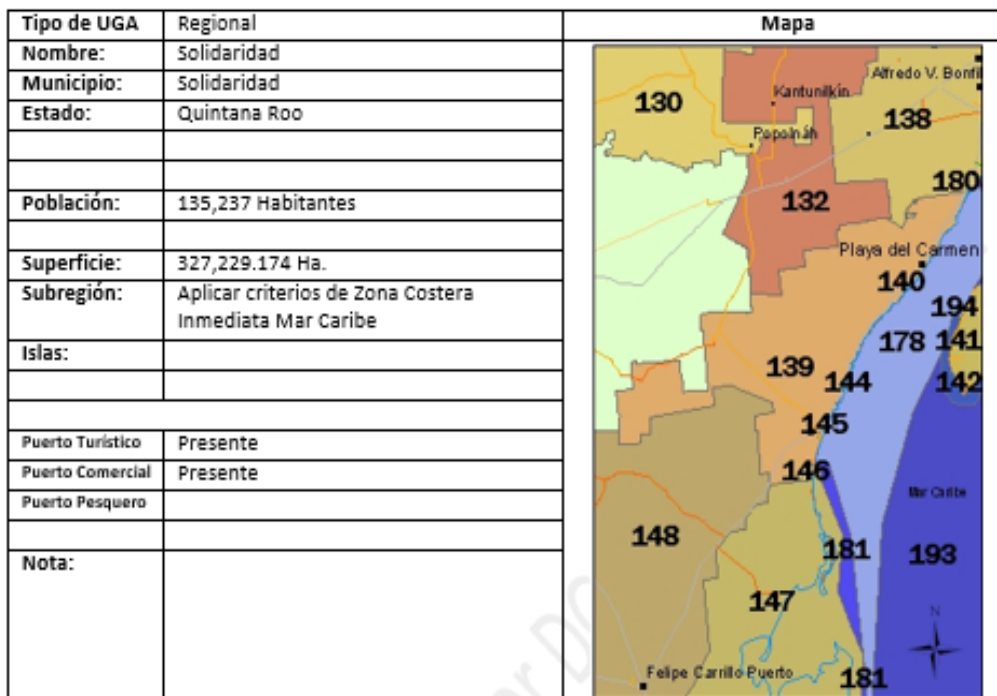 Tipo de UGA Regional Mapa
Nombre: Solidaridad
Municipio: Solidaridad
Estado: Quintana Roo
Población: 135,237 Habitantes
Superficie: 327,229.174 Ha.
Subregión: Aplicar criterios de Zona Costera
Inmediata Mar Caribe
Islas:
Puerto Turístico Presente
Puerto Comercial Presente
Puerto Pesquero
Nota:
Alfredo V. Bonfil
Kantunilkín
130
138
Popolnáh
180
132
Playa del Carmen
140
194
178 141
139 144 142
145
146
Mar Caribe
148
181 193
147
N
Felipe Carrillo Puerto
181